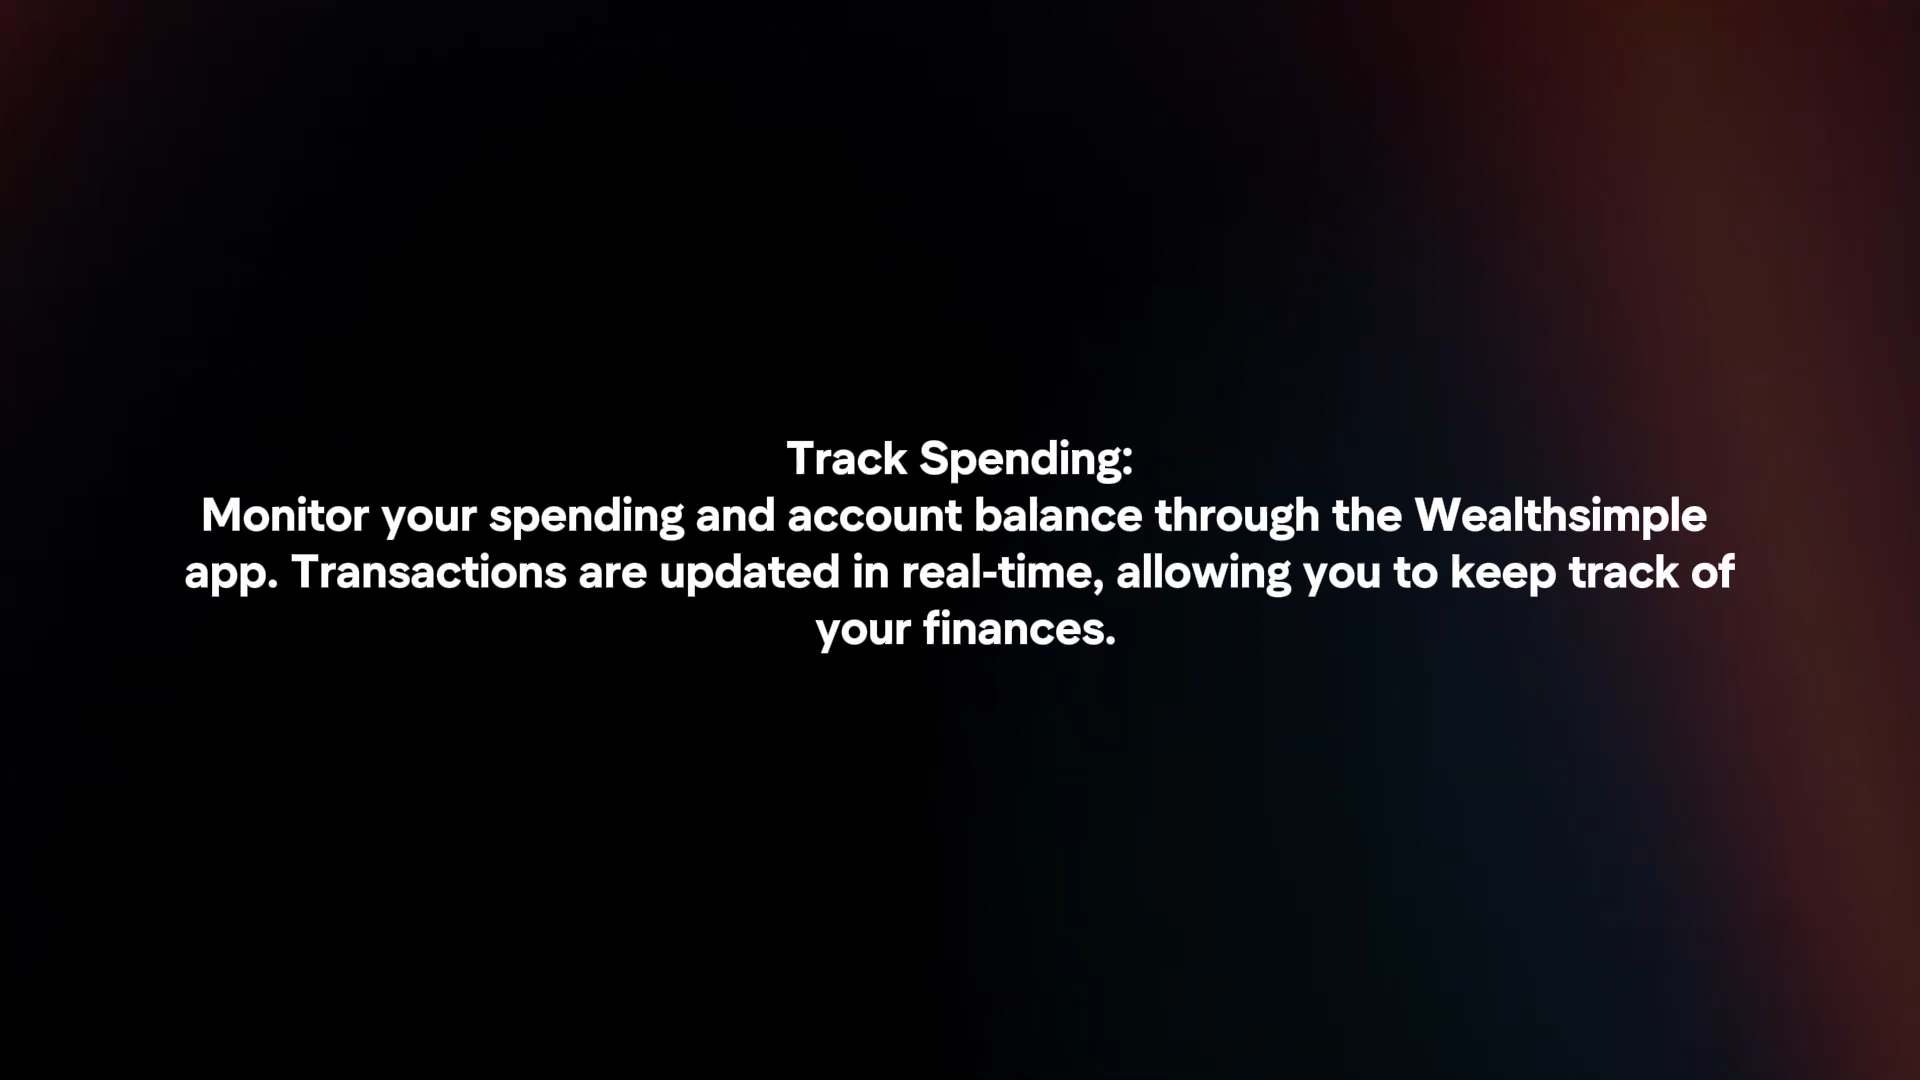 Track Spending:
Monitor your spending and account balance through the Wealthsimple
app. Transactions are updated in real-time, allowing you to keep track of
your finances.